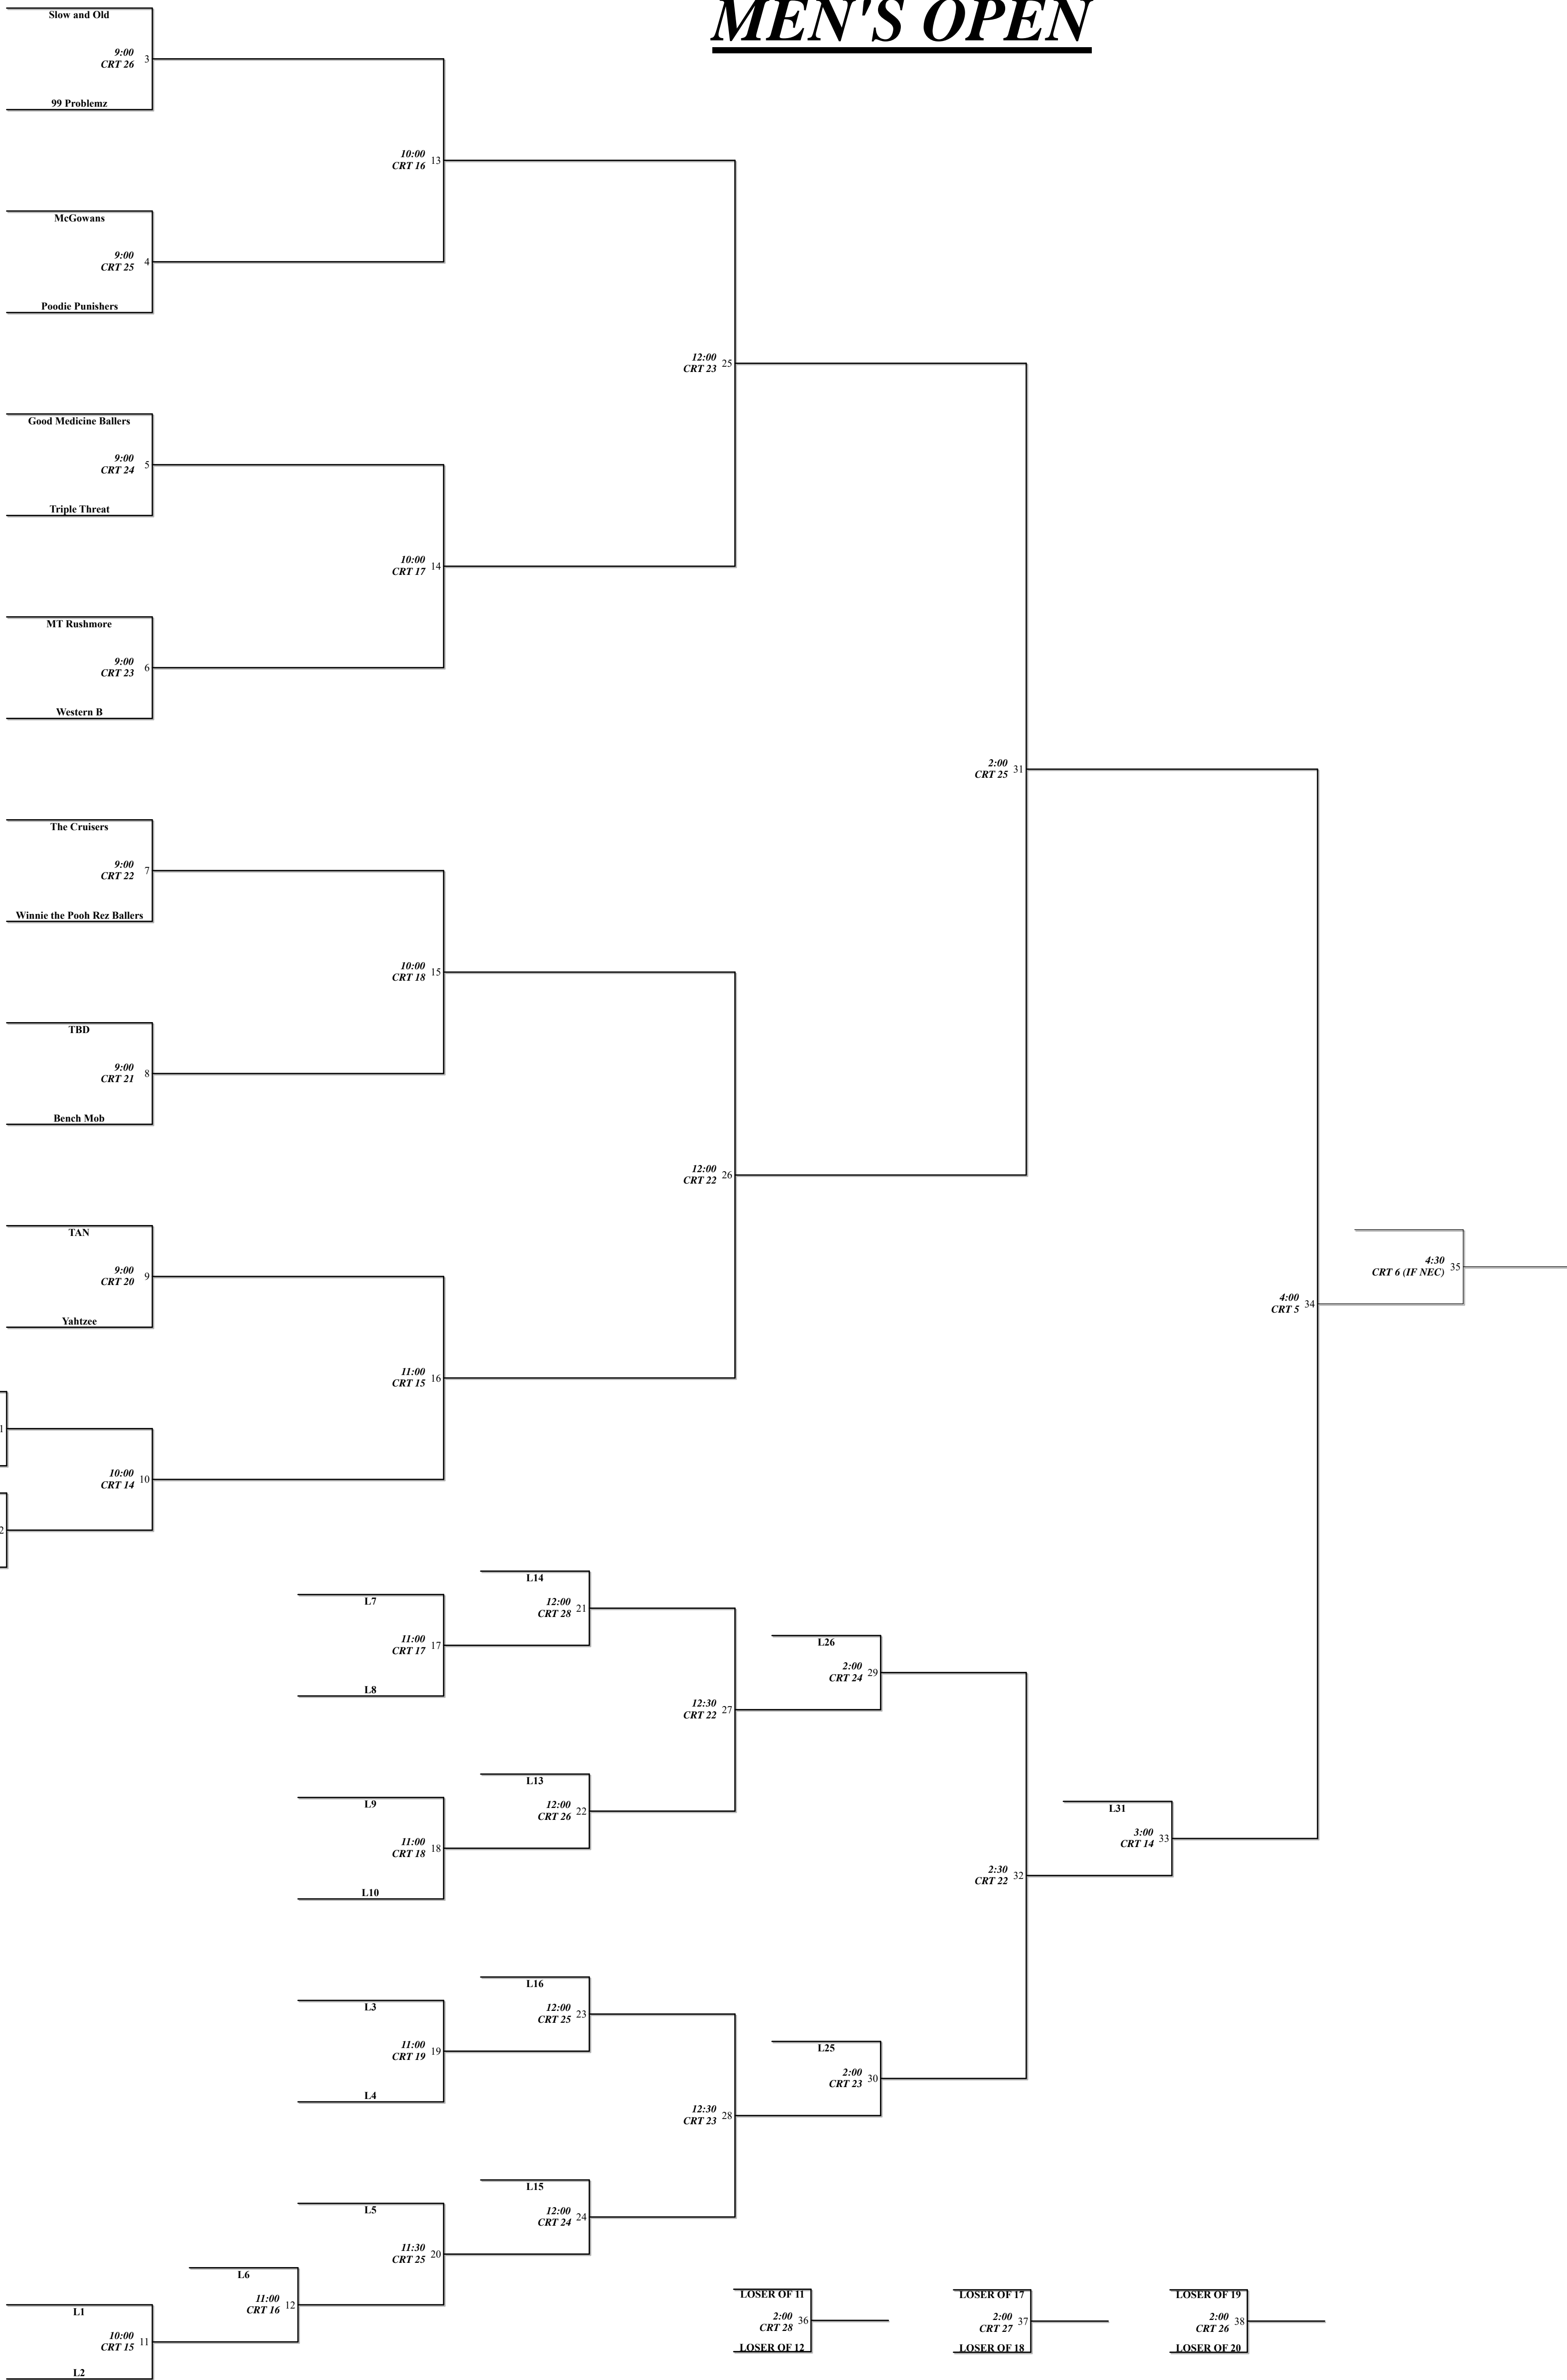 MEN'S OPEN
Slow and Old
9:00
CRT 26
3
99 Problemz
10:00
CRT 16
13
McGowans
9:00
CRT 25
4
Poodie Punishers
12:00
CRT 23
25
Good Medicine Ballers
9:00
CRT 24
5
Triple Threat
10:00
CRT 17
14
MT Rushmore
9:00
CRT 23
6
Western B
2:00
CRT 25
31
The Cruisers
9:00
CRT 22
7
Winnie the Pooh Rez Ballers
10:00
CRT 18
15
TBD
9:00
CRT 21
8
Bench Mob
12:00
CRT 22
26
TAN
9:00
CRT 20
9
Yahtzee
4:30
CRT 6 (IF NEC)
35
4:00
CRT 5
34
11:00
CRT 15
16
1
10:00
CRT 14
10
2
L14
12:00
CRT 28
21
L7
11:00
CRT 17
17
L8
L26
2:00
CRT 24
29
12:30
CRT 22
27
L13
12:00
CRT 26
22
L9
11:00
CRT 18
18
L10
L31
3:00
CRT 14
33
2:30
CRT 22
32
L16
12:00
CRT 25
23
L3
11:00
CRT 19
19
L4
L25
2:00
CRT 23
30
12:30
CRT 23
28
L15
12:00
CRT 24
24
L5
11:30
CRT 25
20
L6
11:00
CRT 16
12
L1
10:00
CRT 15
11
L2
LOSER OF 11
2:00
CRT 28
36
LOSER OF 12
LOSER OF 17
2:00
CRT 27
37
LOSER OF 18
LOSER OF 19
2:00
CRT 26
38
LOSER OF 20